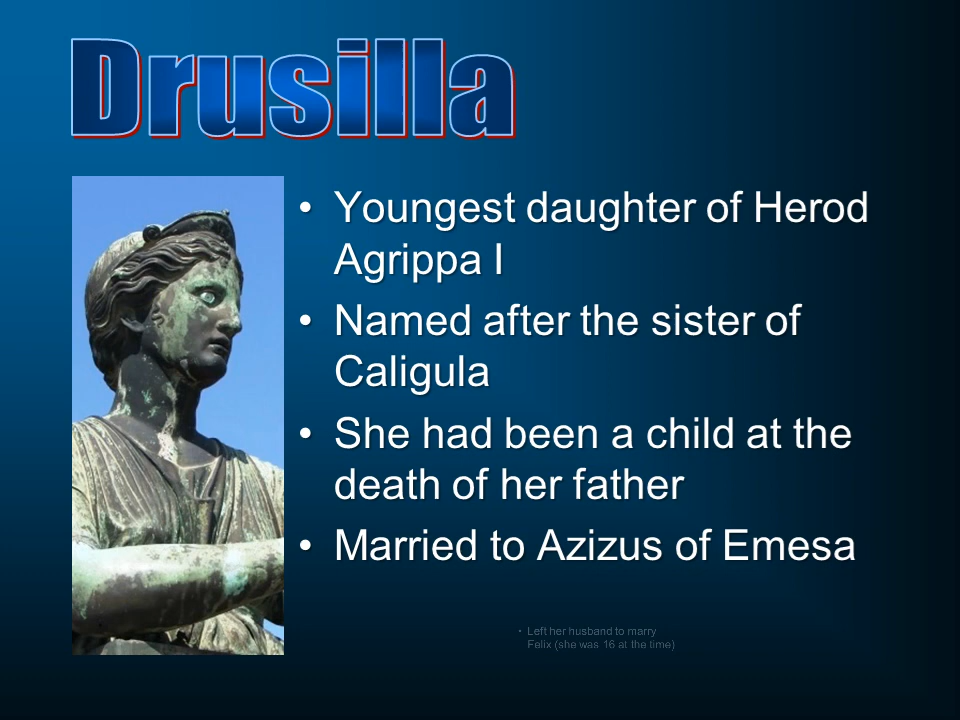 Drusilla
• Youngest daughter of Herod
Agrippa I
• Named after the sister of
Caligula
• She had been a child at the
death of her father
• Married to Azizus of Emesa
• Left her husband to marry
Felix (she was 16 at the time)